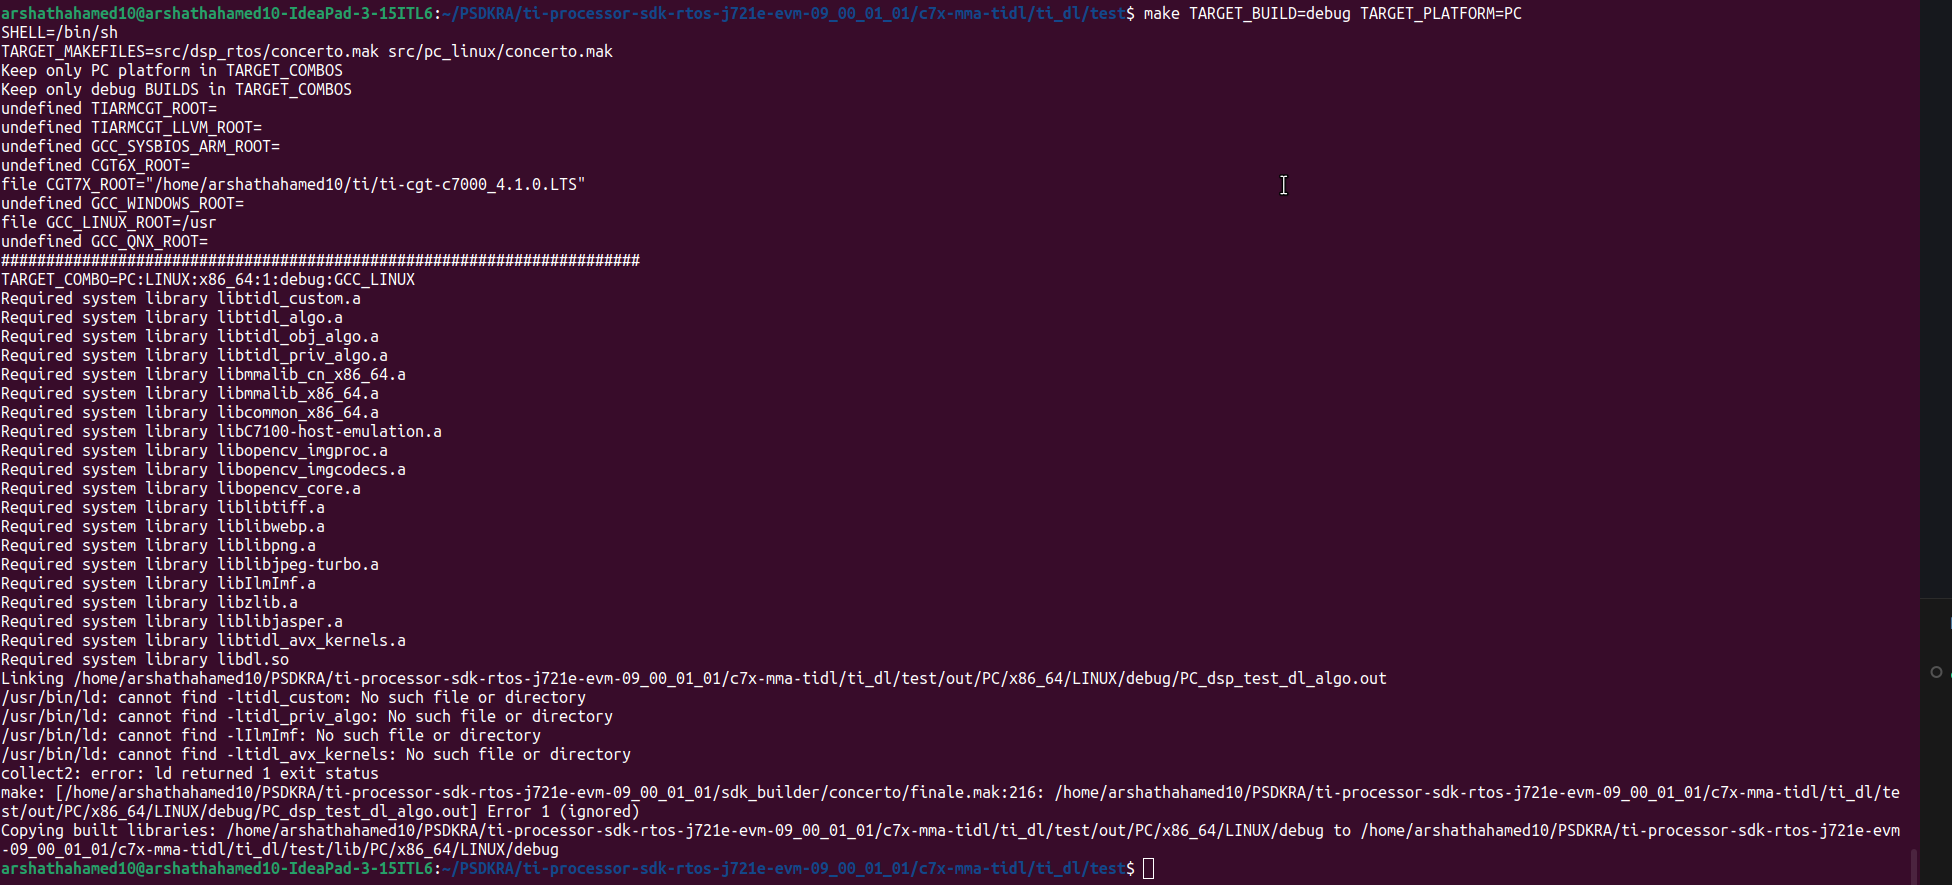 arshathahamed10@arshathahamed10-IdeaPad-3-15ITL6:~/PSDKRA/ti-processor-sdk-rtos-j721e-evm-09_00_01_01/c7x-mma-tidl/ti_dl/test$ make TARGET_BUILD=debug TARGET_PLATFORM=PC
SHELL=/bin/sh
TARGET_MAKEFILES=src/dsp_rtos/concerto.mak src/pc_linux/concerto.mak
Keep only PC platform in TARGET_COMBOS
Keep only debug BUILDS in TARGET_COMBOS
undefined TIARMCGT_ROOT=
undefined TIARMCGT_LLVM_ROOT=
undefined GCC_SYSBIOS_ARM_ROOT=
undefined CGT6X_ROOT=
file CGT7X_ROOT="/home/arshathahamed10/ti/ti-cgt-c7000_4.1.0.LTS"
undefined GCC_WINDOWS_ROOT=
file GCC_LINUX_ROOT=/usr
undefined GCC_QNX_ROOT=
#######################################################################
TARGET_COMBO=PC:LINUX:x86_64:1:debug:GCC_LINUX
Required system library libtidl_custom.a
Required system library libtidl_algo.a
Required system library libtidl_obj_algo.a
Required system library libtidl_priv_algo.a
Required system library libmmalib_cn_x86_64.a
Required system library libmmalib_x86_64.a
Required system library libcommon_x86_64.a
Required system library libC7100-host-emulation.a
Required system library libopencv_imgproc.a
Required system library libopencv_imgcodecs.a
Required system library libopencv_core.a
Required system library liblibtiff.a
Required system library liblibwebp.a
Required system library liblibpng.a
Required system library liblibjpeg-turbo.a
Required system library libIlmImf.a
Required system library libzlib.a
Required system library liblibjasper.a
Required system library libtidl_avx_kernels.a
Required system library libdl.so
Linking /home/arshathahamed10/PSDKRA/ti-processor-sdk-rtos-j721e-evm-09_00_01_01/c7x-mma-tidl/ti_dl/test/out/PC/x86_64/LINUX/debug/PC_dsp_test_dl_algo.out
/usr/bin/ld: cannot find -ltidl_custom: No such file or directory
/usr/bin/ld: cannot find -ltidl_priv_algo: No such file or directory
/usr/bin/ld: cannot find -lIlmImf: No such file or directory
/usr/bin/ld: cannot find -ltidl_avx_kernels: No such file or directory
collect2: error: ld returned 1 exit status
make: [/home/arshathahamed10/PSDKRA/ti-processor-sdk-rtos-j721e-evm-09_00_01_01/sdk_builder/concerto/finale.mak:216: /home/arshathahamed10/PSDKRA/ti-processor-sdk-rtos-j721e-evm-09_00_01_01/c7x-mma-tidl/ti_dl/te
st/out/PC/x86_64/LINUX/debug/PC_dsp_test_dl_algo.out] Error 1 (ignored)
Copying built libraries: /home/arshathahamed10/PSDKRA/ti-processor-sdk-rtos-j721e-evm-09_00_01_01/c7x-mma-tidl/ti_dl/test/out/PC/x86_64/LINUX/debug to /home/arshathahamed10/PSDKRA/ti-processor-sdk-rtos-j721e-evm
-09_00_01_01/c7x-mma-tidl/ti_dl/test/lib/PC/x86_64/LINUX/debug
arshathahamed10@arshathahamed10-IdeaPad-3-15ITL6:~/PSDKRA/ti-processor-sdk-rtos-j721e-evm-09_00_01_01/c7x-mma-tidl/ti_dl/test$